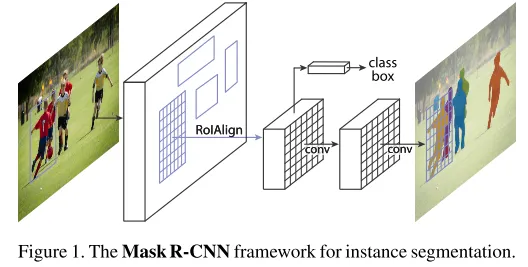 class
box
RoIAlign
conv
conv
Figure 1. The Mask R-CNN framework for instance segmentation.